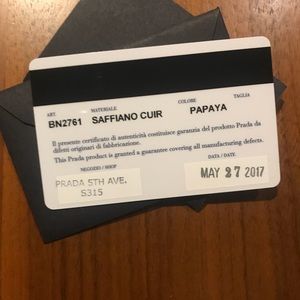 ART. MATERIALE COLORE TAGLIA
BN2761 SAFFIANO CUIR PAPAYA
Il presente certificato di autenticità costituisce garanzia del prodotto Prada da
difetti originari di fabbricazione.
This Prada product is granted a guarantee covering all manufacturing defects.
NEGOZIO / SHOP DATA / DATE
PRADA 5TH AVE.
S315
MAY 27 2017